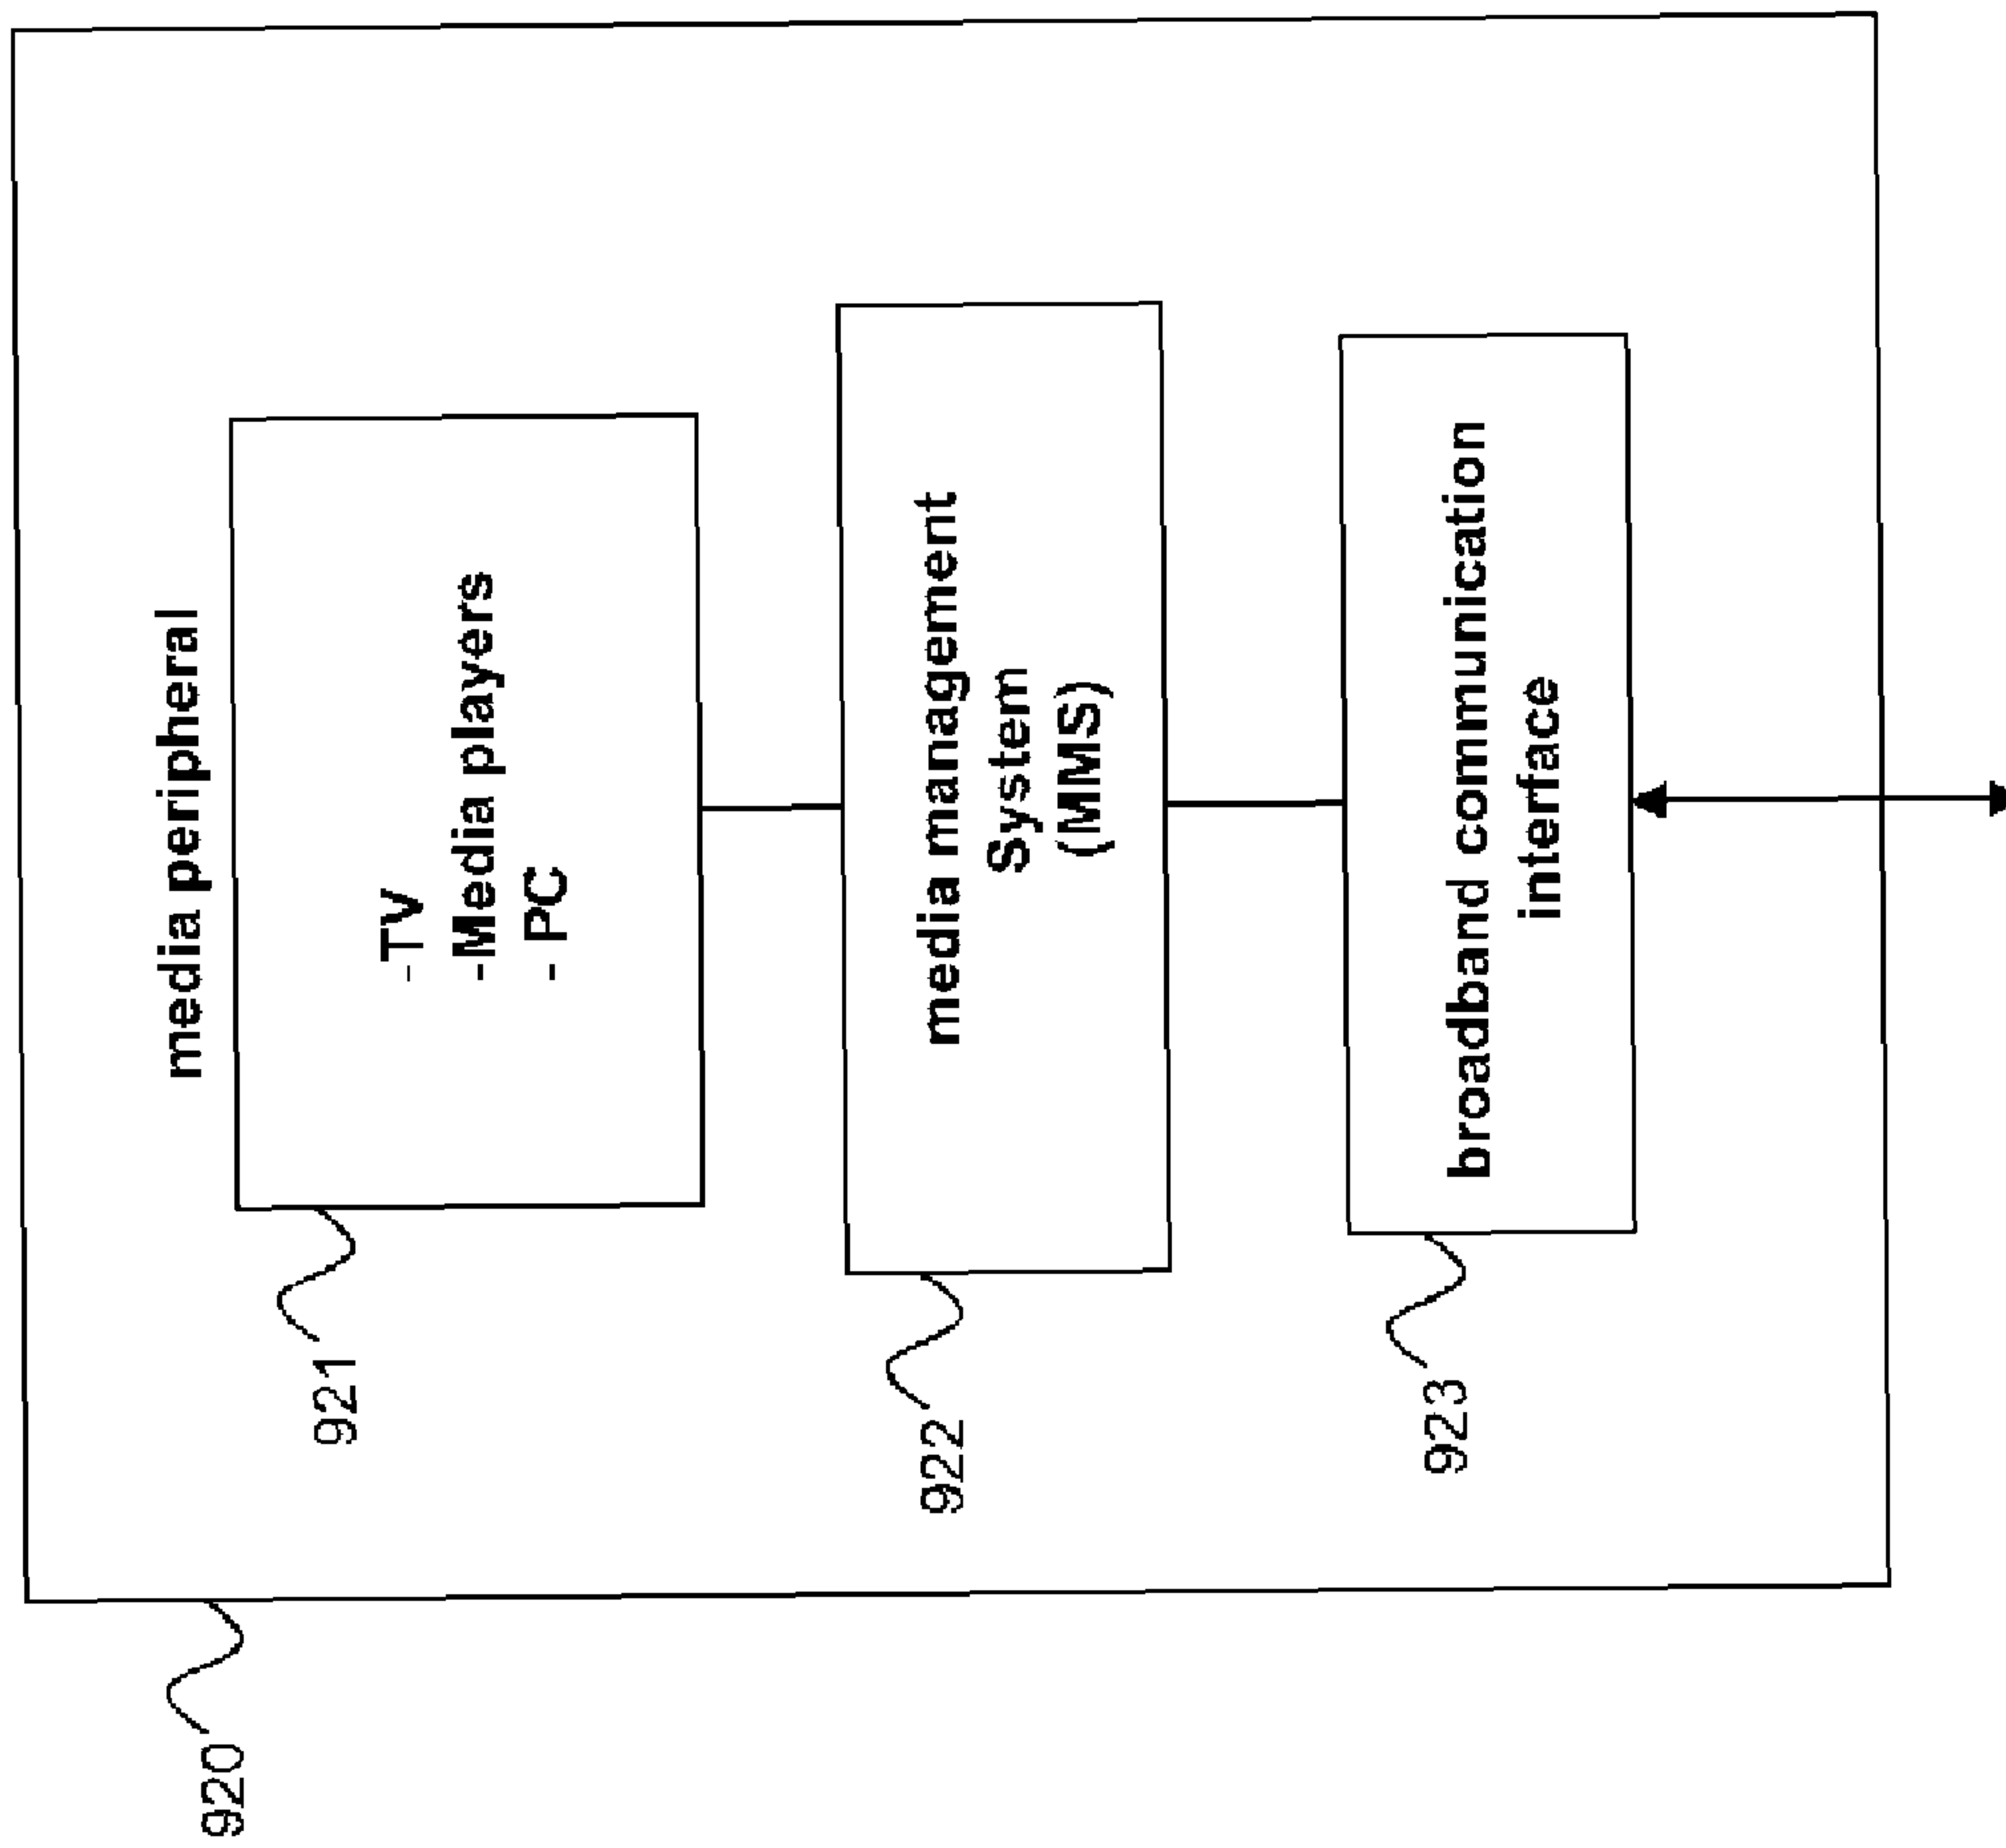 media peripheral
-TV
-Media players
- PC
media management
System
(MMS)
broadband communication
interface
920
921
922
923